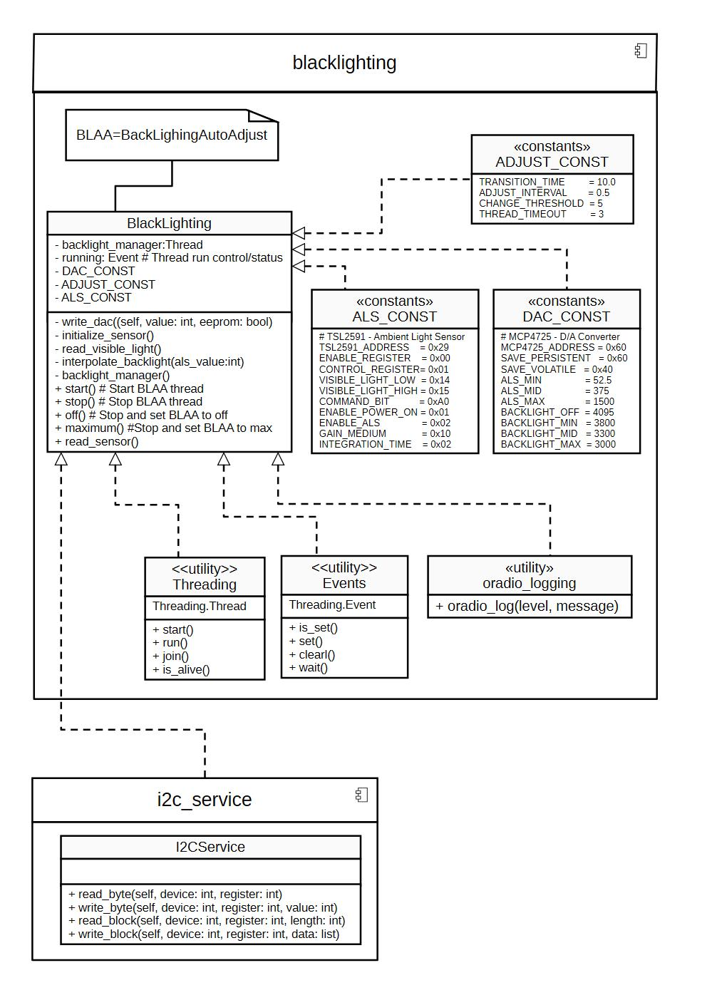 blacklighting
BLAA=BackLighingAutoAdjust
«constants»
ADJUST_CONST
TRANSITION_TIME = 10.0
ADJUST_INTERVAL = 0.5
CHANGE_THRESHOLD = 5
THREAD_TIMEOUT = 3
BlackLighting
- backlight_manager:Thread
- running: Event # Thread run control/status
- DAC_CONST
- ADJUST_CONST
- ALS_CONST
- write_dac((self, value: int, eeprom: bool)
- initialize_sensor()
- read_visible_light()
- interpolate_backlight(als_value:int)
- backlight_manager()
+ start() # Start BLAA thread
+ stop() # Stop BLAA thread
+ off() # Stop and set BLAA to off
+ maximum() #Stop and set BLAA to max
+ read_sensor()
«constants»
ALS_CONST
# TSL2591 - Ambient Light Sensor
TSL2591_ADDRESS = 0x29
ENABLE_REGISTER = 0x00
CONTROL_REGISTER= 0x01
VISIBLE_LIGHT_LOW = 0x14
VISIBLE_LIGHT_HIGH = 0x15
COMMAND_BIT = 0xA0
ENABLE_POWER_ON = 0x01
ENABLE_ALS = 0x02
GAIN_MEDIUM = 0x10
INTEGRATION_TIME = 0x02
«constants»
DAC_CONST
# MCP4725 - D/A Converter
MCP4725_ADDRESS = 0x60
SAVE_PERSISTENT = 0x60
SAVE_VOLATILE = 0x40
ALS_MIN = 52.5
ALS_MID = 375
ALS_MAX = 1500
BACKLIGHT_OFF = 4095
BACKLIGHT_MIN = 3800
BACKLIGHT_MID = 3300
BACKLIGHT_MAX = 3000
<<utility>>
Threading
Threading.Thread
+ start()
+ run()
+ join()
+ is_alive()
<<utility>>
Events
Threading.Event
+ is_set()
+ set()
+ clearl()
+ wait()
«utility»
oradio_logging
+ oradio_log(level, message)
i2c_service
I2CService
+ read_byte(self, device: int, register: int)
+ write_byte(self, device: int, register: int, value: int)
+ read_block(self, device: int, register: int, length: int)
+ write_block(self, device: int, register: int, data: list)